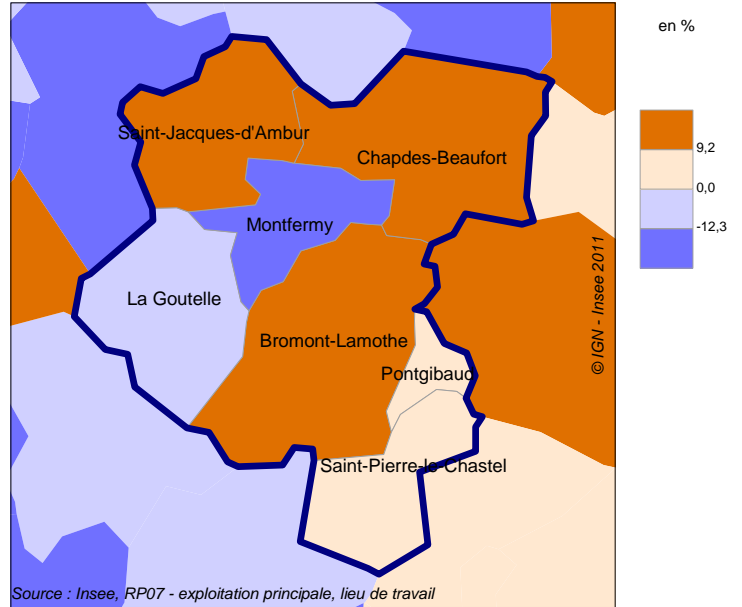 en %
9,2
0,0
-12,3
Saint-Jacques-d'Ambur
Chapdes-Beaufort
Montfermy
La Goutelle
Bromont-Lamothe
Pontgibaud
Saint-Pierre-le-Chastel
© IGN - Insee 2011
Source : Insee, RP07 - exploitation principale, lieu de travail